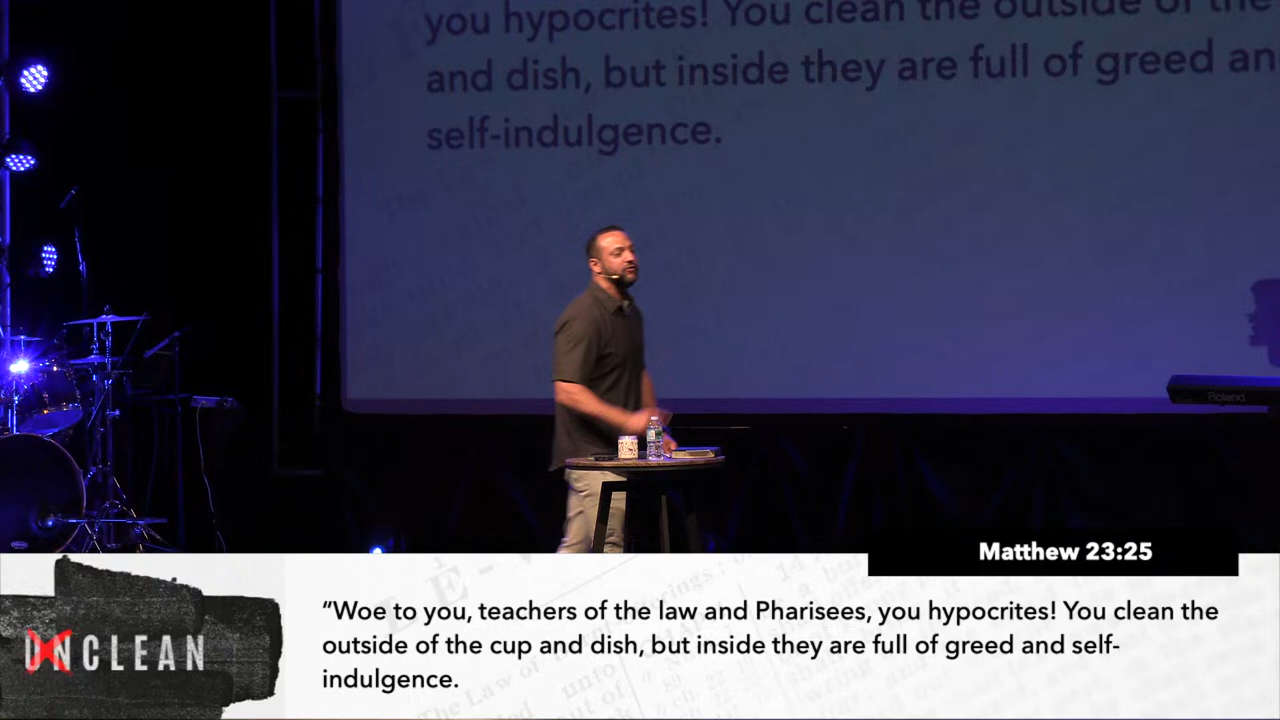 you hypocrites! You clean the outside of the
and dish, but inside they are full of greed an
self-indulgence.
Roland
Matthew 23:25
“Woe to you, teachers of the law and Pharisees, you hypocrites! You clean the
outside of the cup and dish, but inside they are full of greed and self-
indulgence.
UNCLEAN